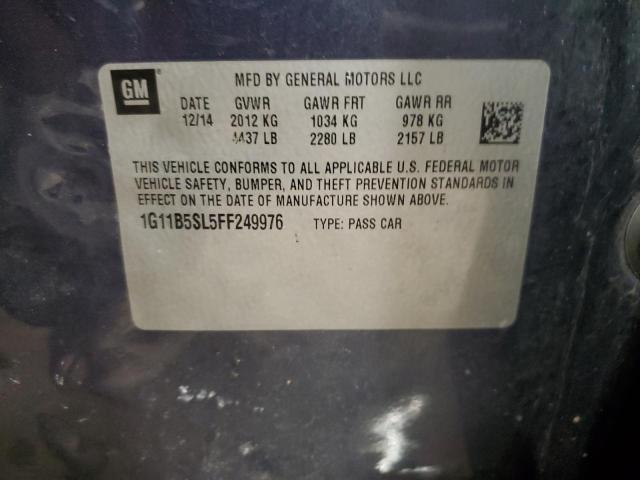 GM
MFD BY GENERAL MOTORS LLC
DATE GVWR GAWR FRT GAWR RR
12/14 2012 KG 1034 KG 978 KG
4437 LB 2280 LB 2157 LB
THIS VEHICLE CONFORMS TO ALL APPLICABLE U.S. FEDERAL MOTOR
VEHICLE SAFETY, BUMPER, AND THEFT PREVENTION STANDARDS IN
EFFECT ON THE DATE OF MANUFACTURE SHOWN ABOVE.
1G11B5SL5FF249976 TYPE: PASS CAR